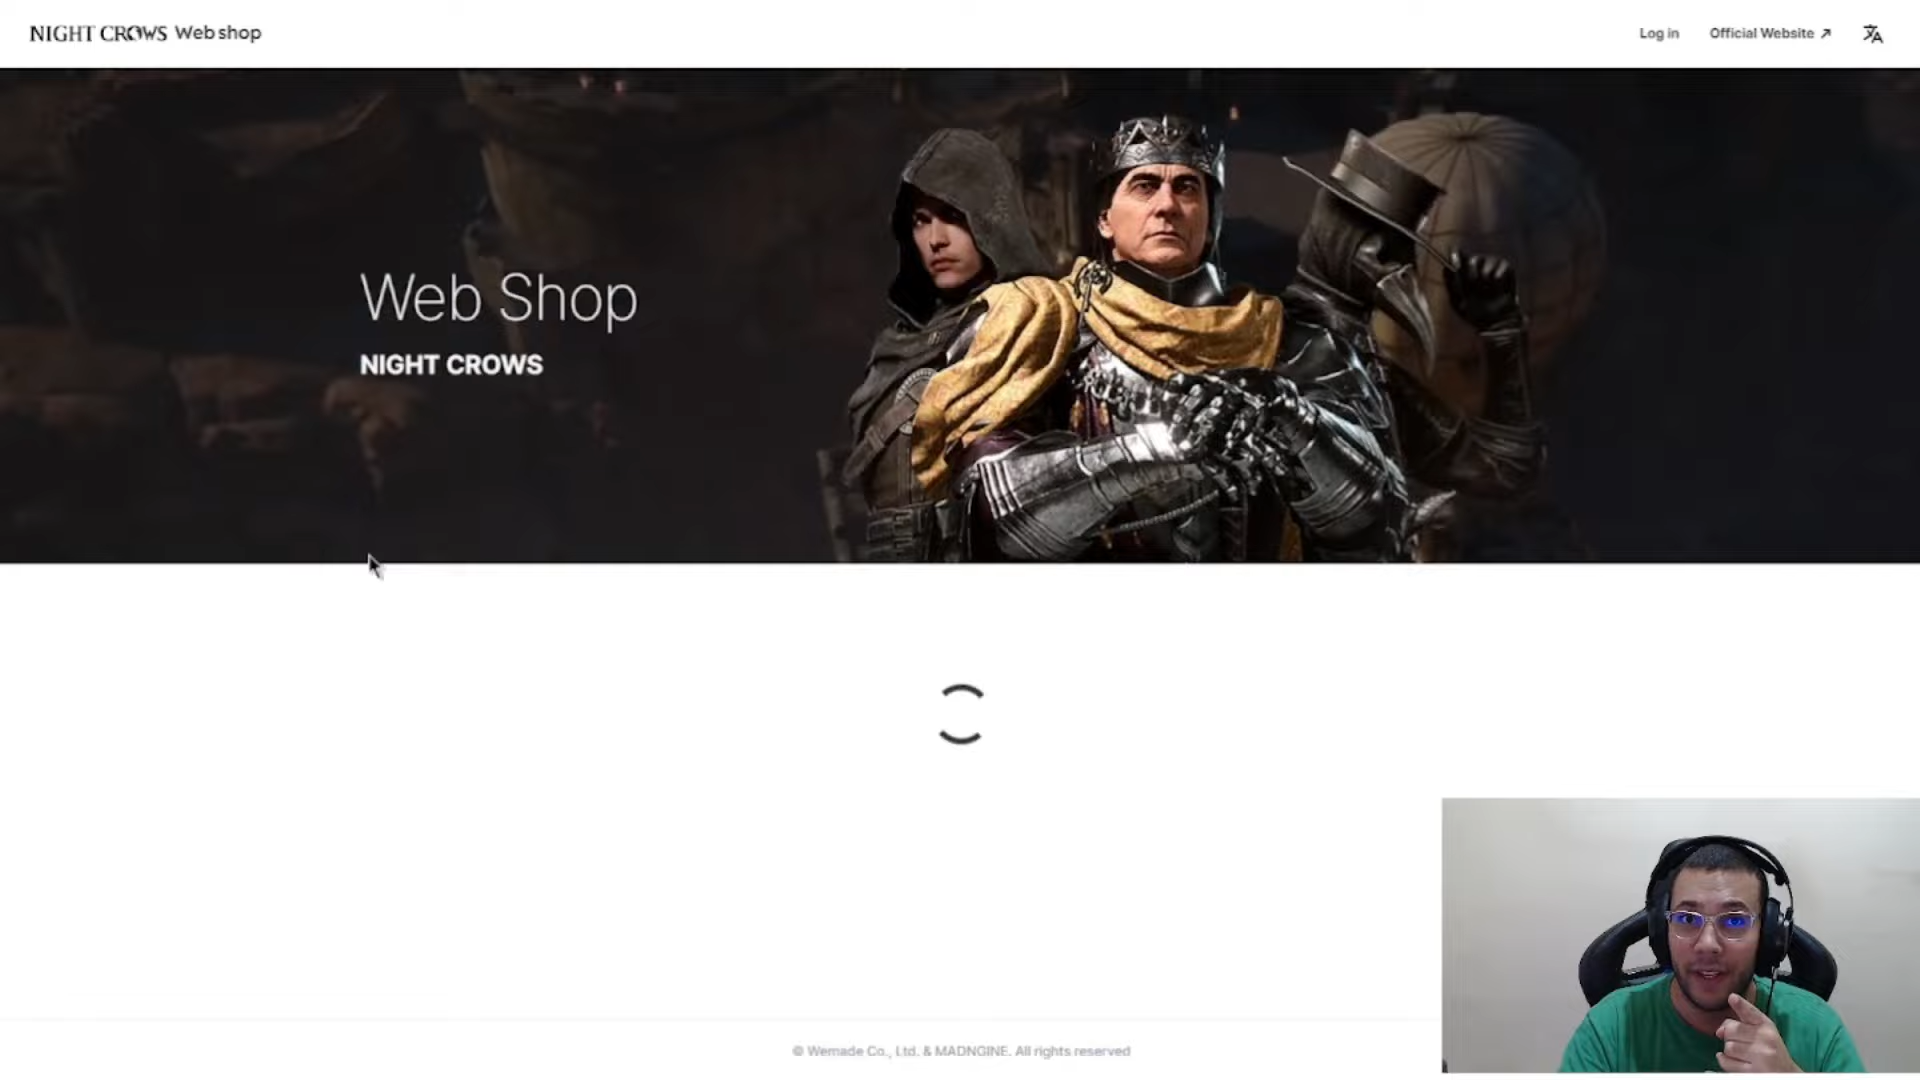 NIGHT CROWS Web shop
Log in
Official Website
Web Shop
NIGHT CROWS
© Wemade Co., Ltd. & MADNGINE. All rights reserved